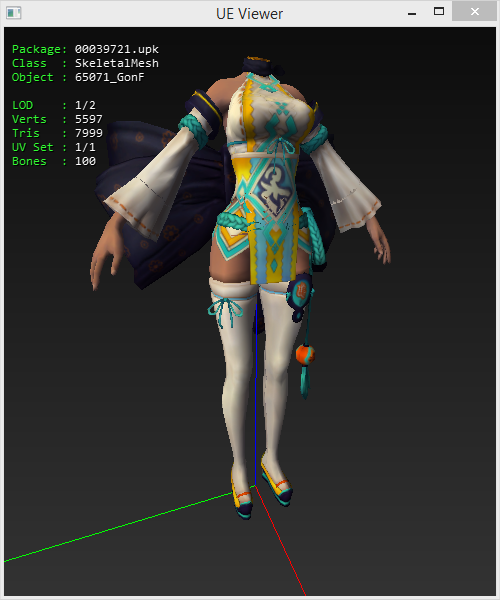 UE Viewer
Package: 00039721.upk
Class : SkeletalMesh
Object : 65071_GonF
LOD : 1/2
Verts : 5597
Tris : 7999
UV Set : 1/1
Bones : 100